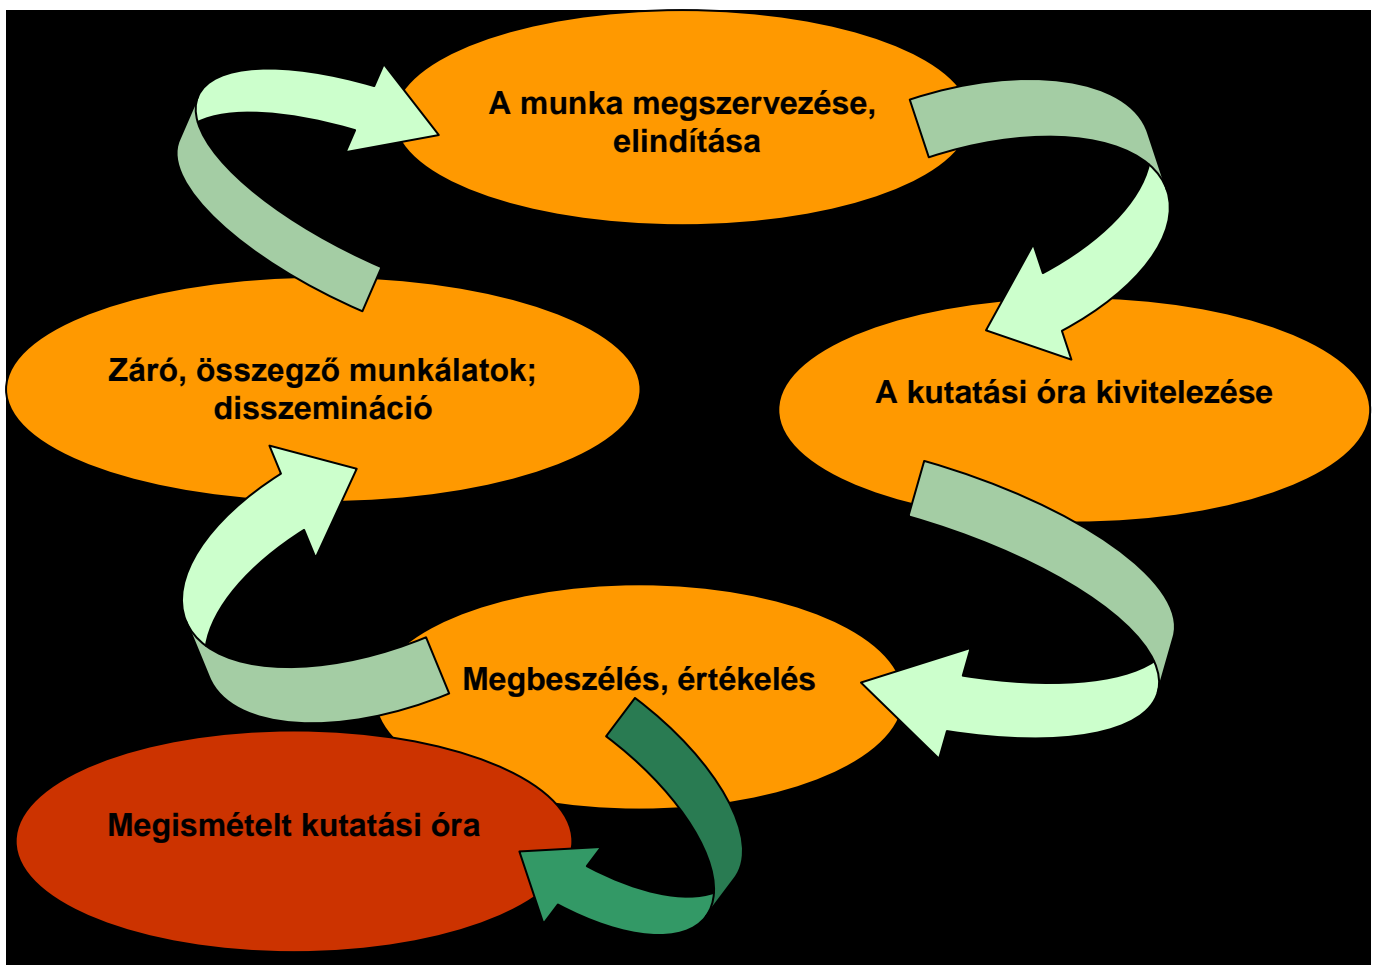 A munka megszervezése,
elindítása
Záró, összegző munkálatok;
disszemináció
A kutatási óra kivitelezése
Megbeszélés, értékelés
Megismételt kutatási óra